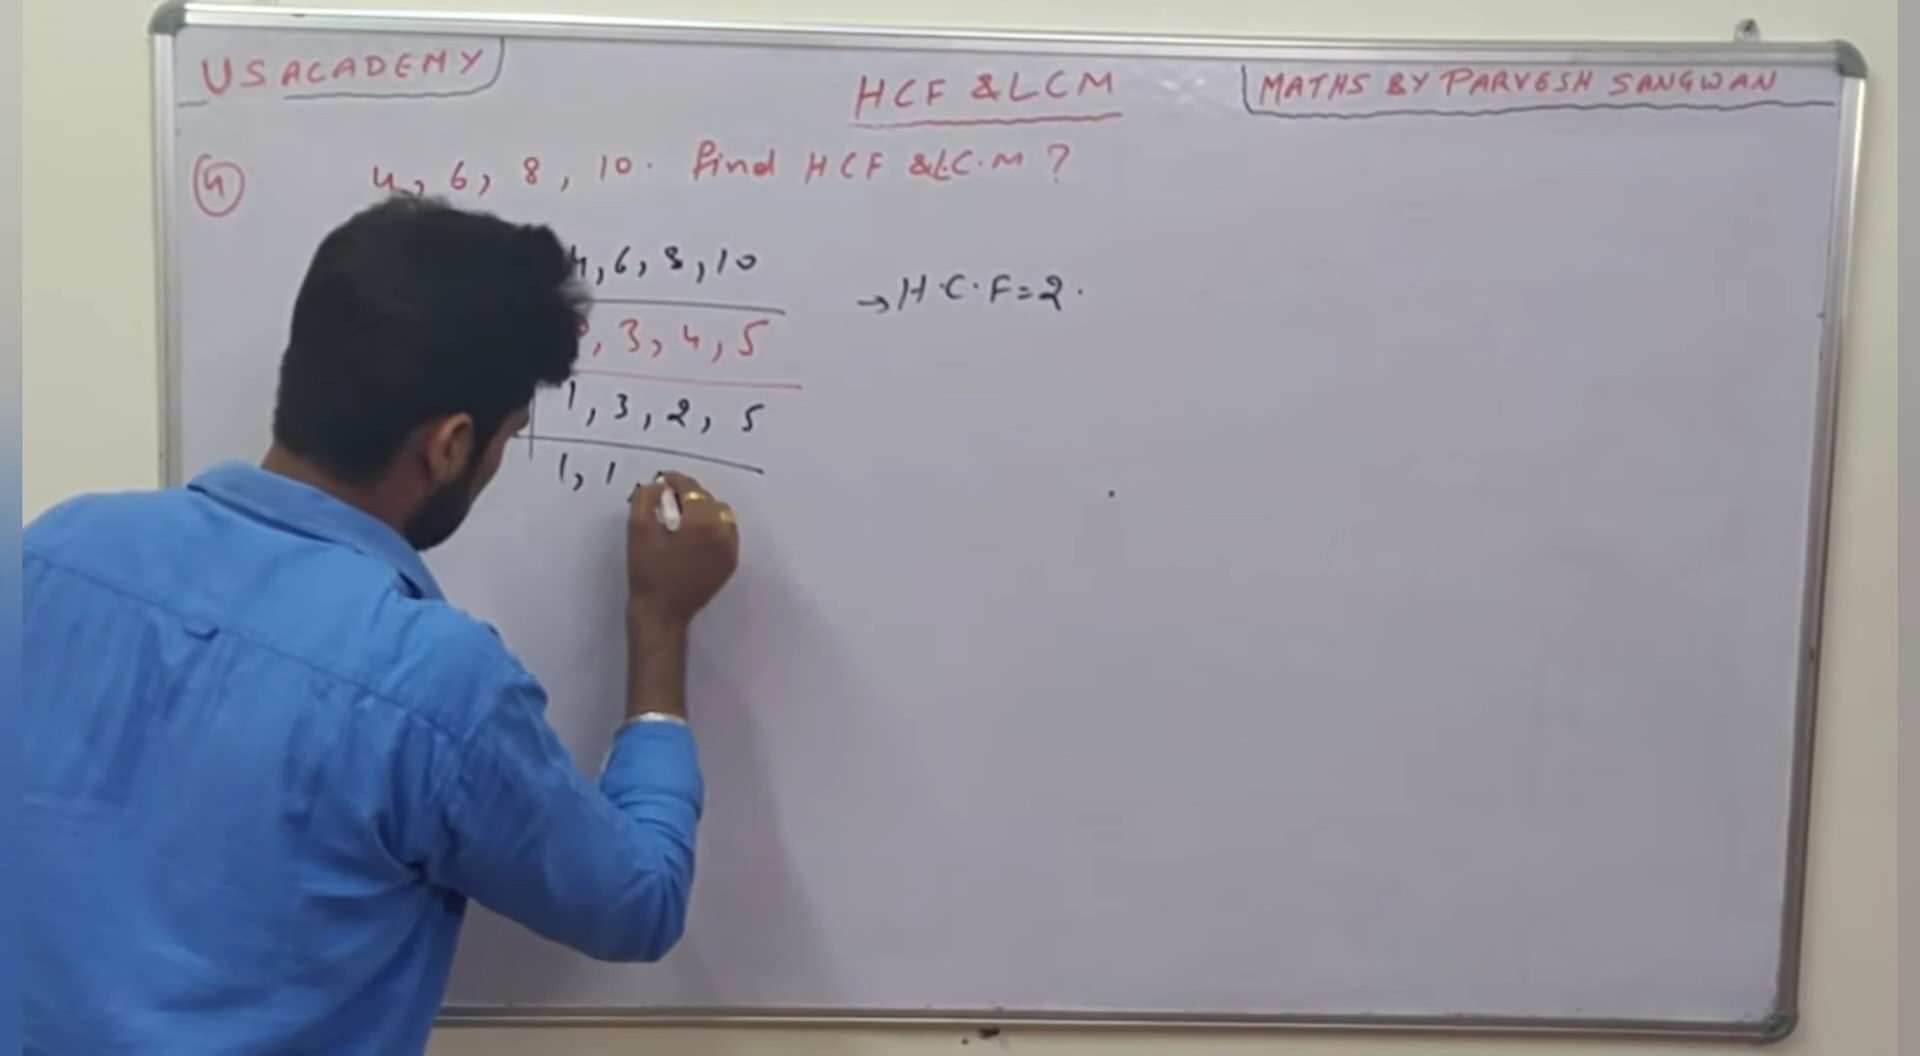 US ACADEMY
HCF & LCM
MATHS BY PARVESH SANGWAN
4 4, 6, 8, 10. find HCF & L.C.M ?
4, 6, 8, 10
→ H.C.F = 2.
, 3, 4, 5
1, 3, 2, 5
1, 1,